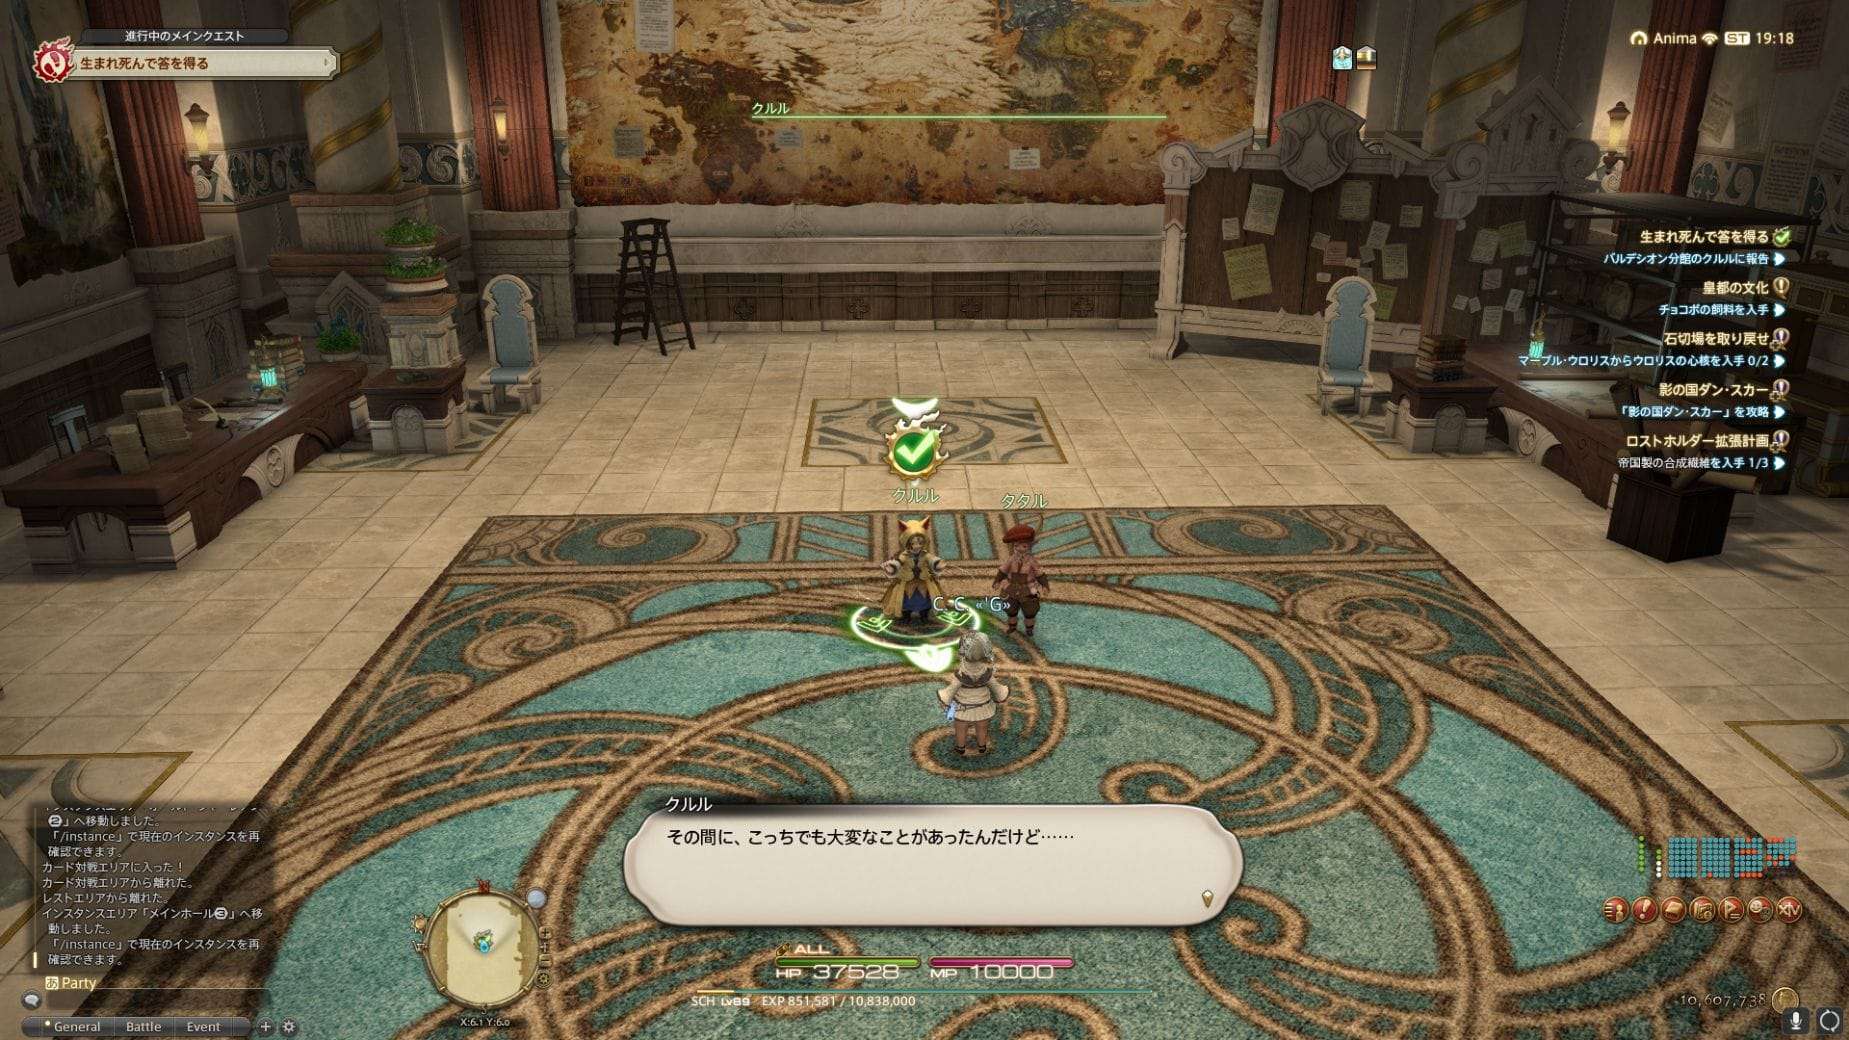 進行中のメインクエスト
生まれ死んで答を得る
クルル
Anima ST 19:18
生まれ死んで答を得る
バルデシオン分館のクルルに報告
皇都の文化
チョコボの飼料を入手
石切場を取り戻せ
マーブル・ウロリスからウロリスの心核を入手 0/2
影の国ダン・スカー
「影の国ダン・スカー」を攻略
ロストホルダー拡張計画
帝国製の合成繊維を入手 1/3
クルル
タタル
C. C. «'G»
クルル
その間に、こっちでも大変なことがあったんだけど……
❷」へ移動しました。
「/instance」で現在のインスタンスを再
確認できます。
カード対戦エリアに入った！
カード対戦エリアから離れた。
レストエリアから離れた。
インスタンスエリア「メインホール❸」へ移
動しました。
「/instance」で現在のインスタンスを再
確認できます。
あ Party
General Battle Event
N
X:6.1 Y:6.0
ALL
HP 37528 MP 10000
SCH Lv89 EXP 851,581 / 10,838,000
XIV
10,607,738